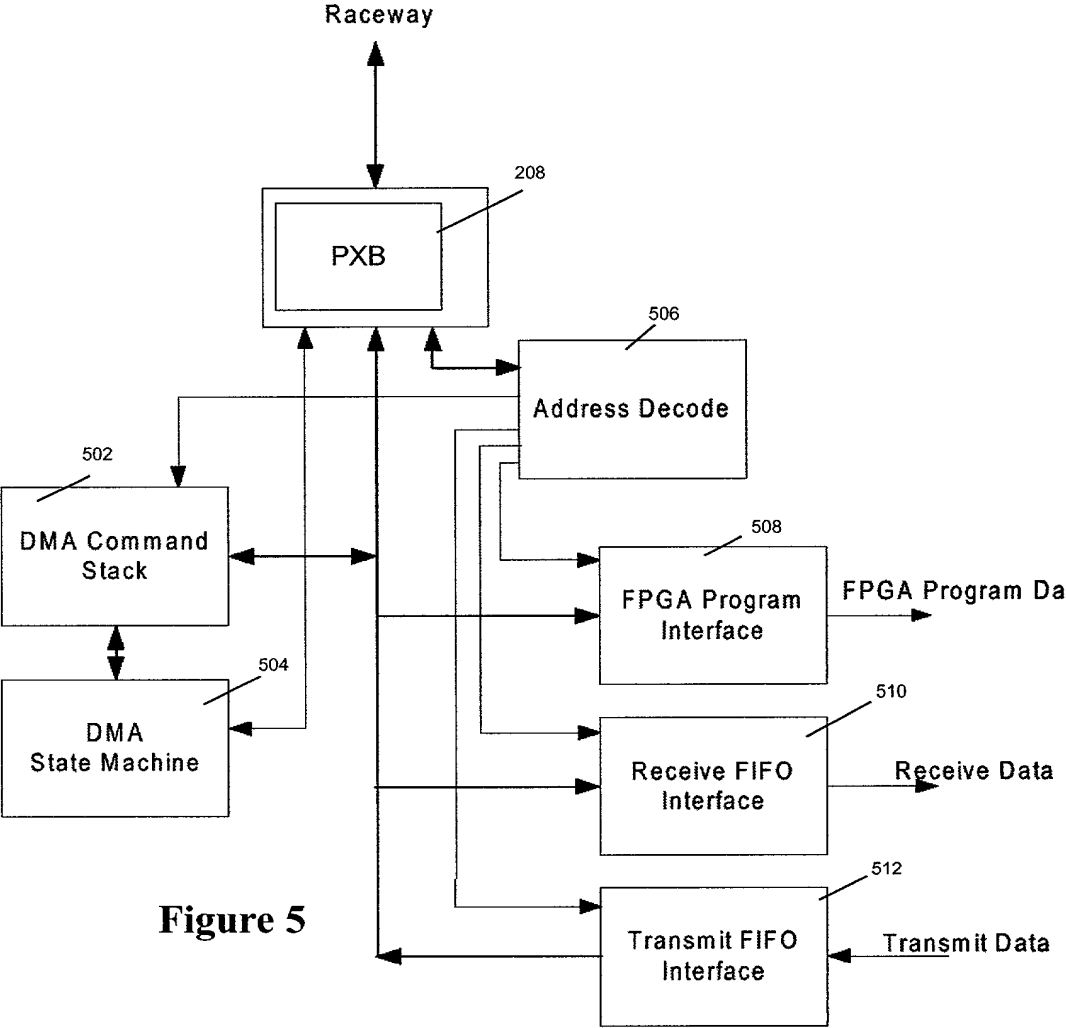 Raceway
208
PXB
506
Address Decode
502
DMA Command
Stack
508
FPGA Program
Interface
FPGA Program Da
504
DMA
State Machine
510
Receive FIFO
Interface
Receive Data
512
Transmit FIFO
Interface
Transmit Data
Figure 5